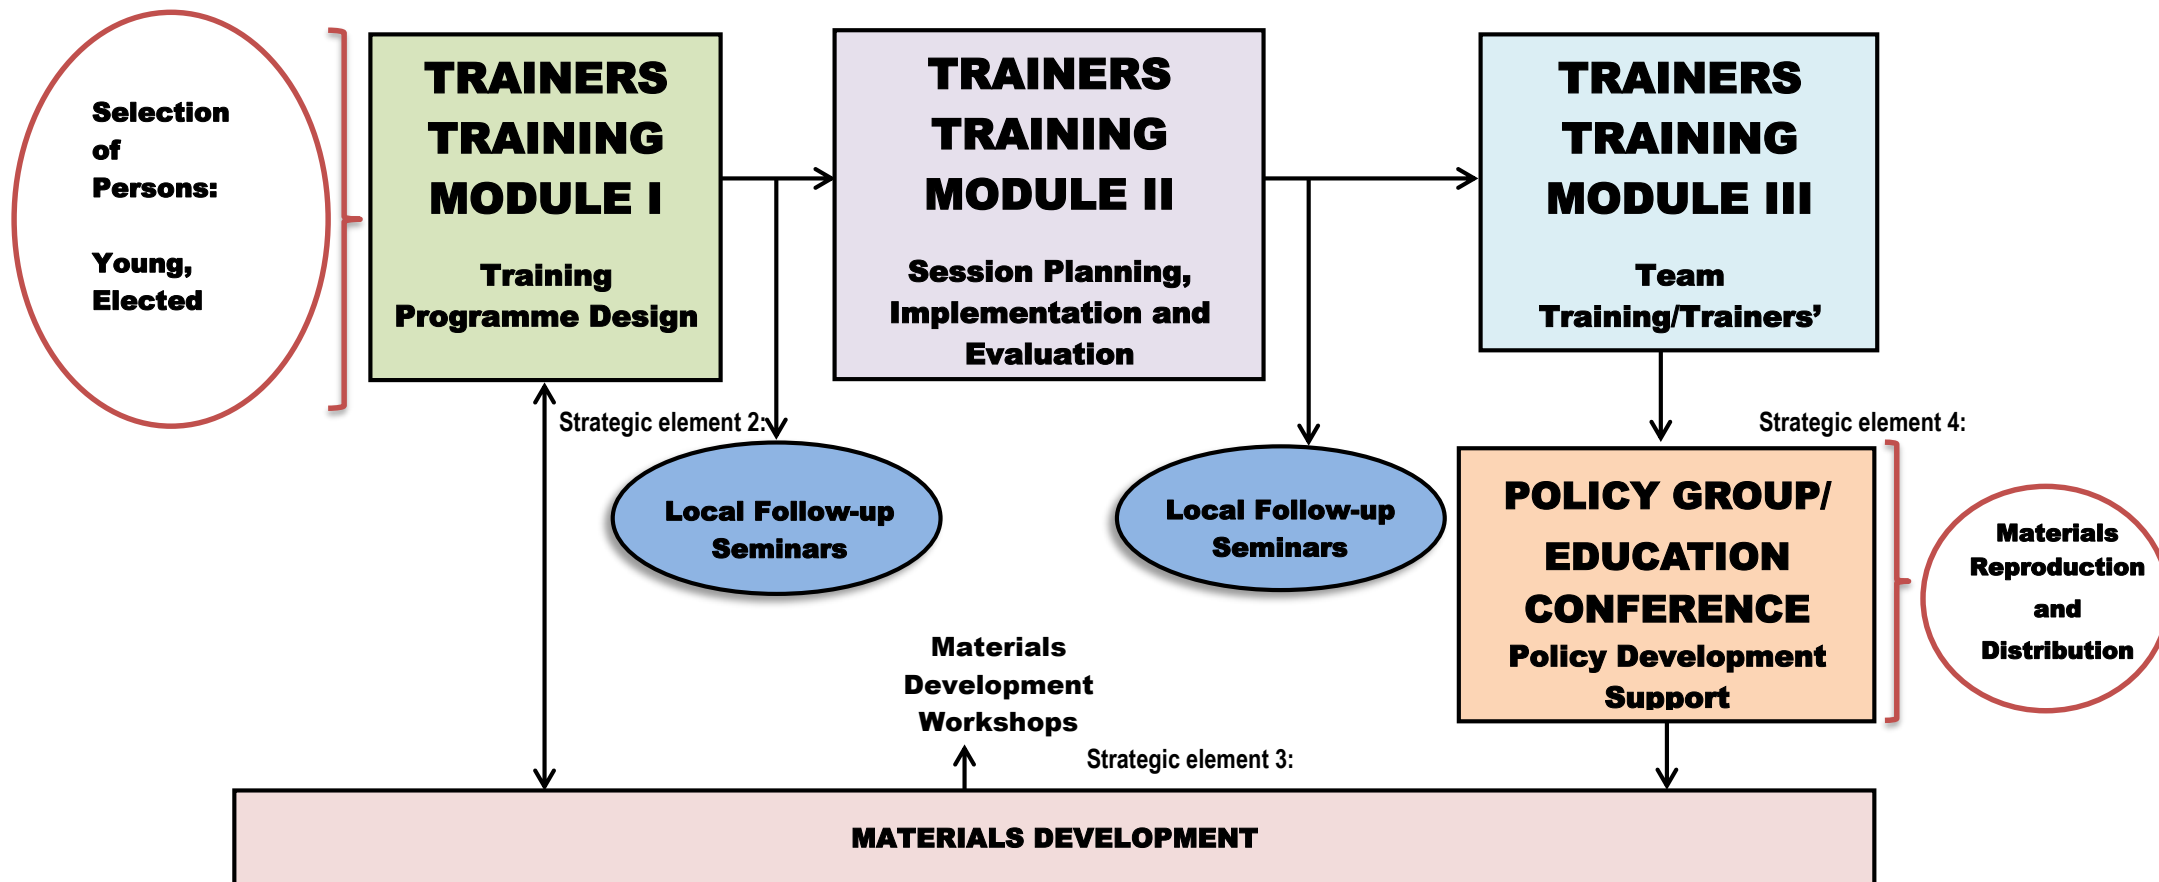 Selection
of
Persons:
Young,
Elected
TRAINERS
TRAINING
MODULE I
Training
Programme Design
TRAINERS
TRAINING
MODULE II
Session Planning,
Implementation and
Evaluation
TRAINERS
TRAINING
MODULE III
Team
Training/Trainers’
Strategic element 2:
Strategic element 4:
Local Follow-up
Seminars
Local Follow-up
Seminars
POLICY GROUP/
EDUCATION
CONFERENCE
Policy Development
Support
Materials
Reproduction
and
Distribution
Materials
Development
Workshops
Strategic element 3:
MATERIALS DEVELOPMENT